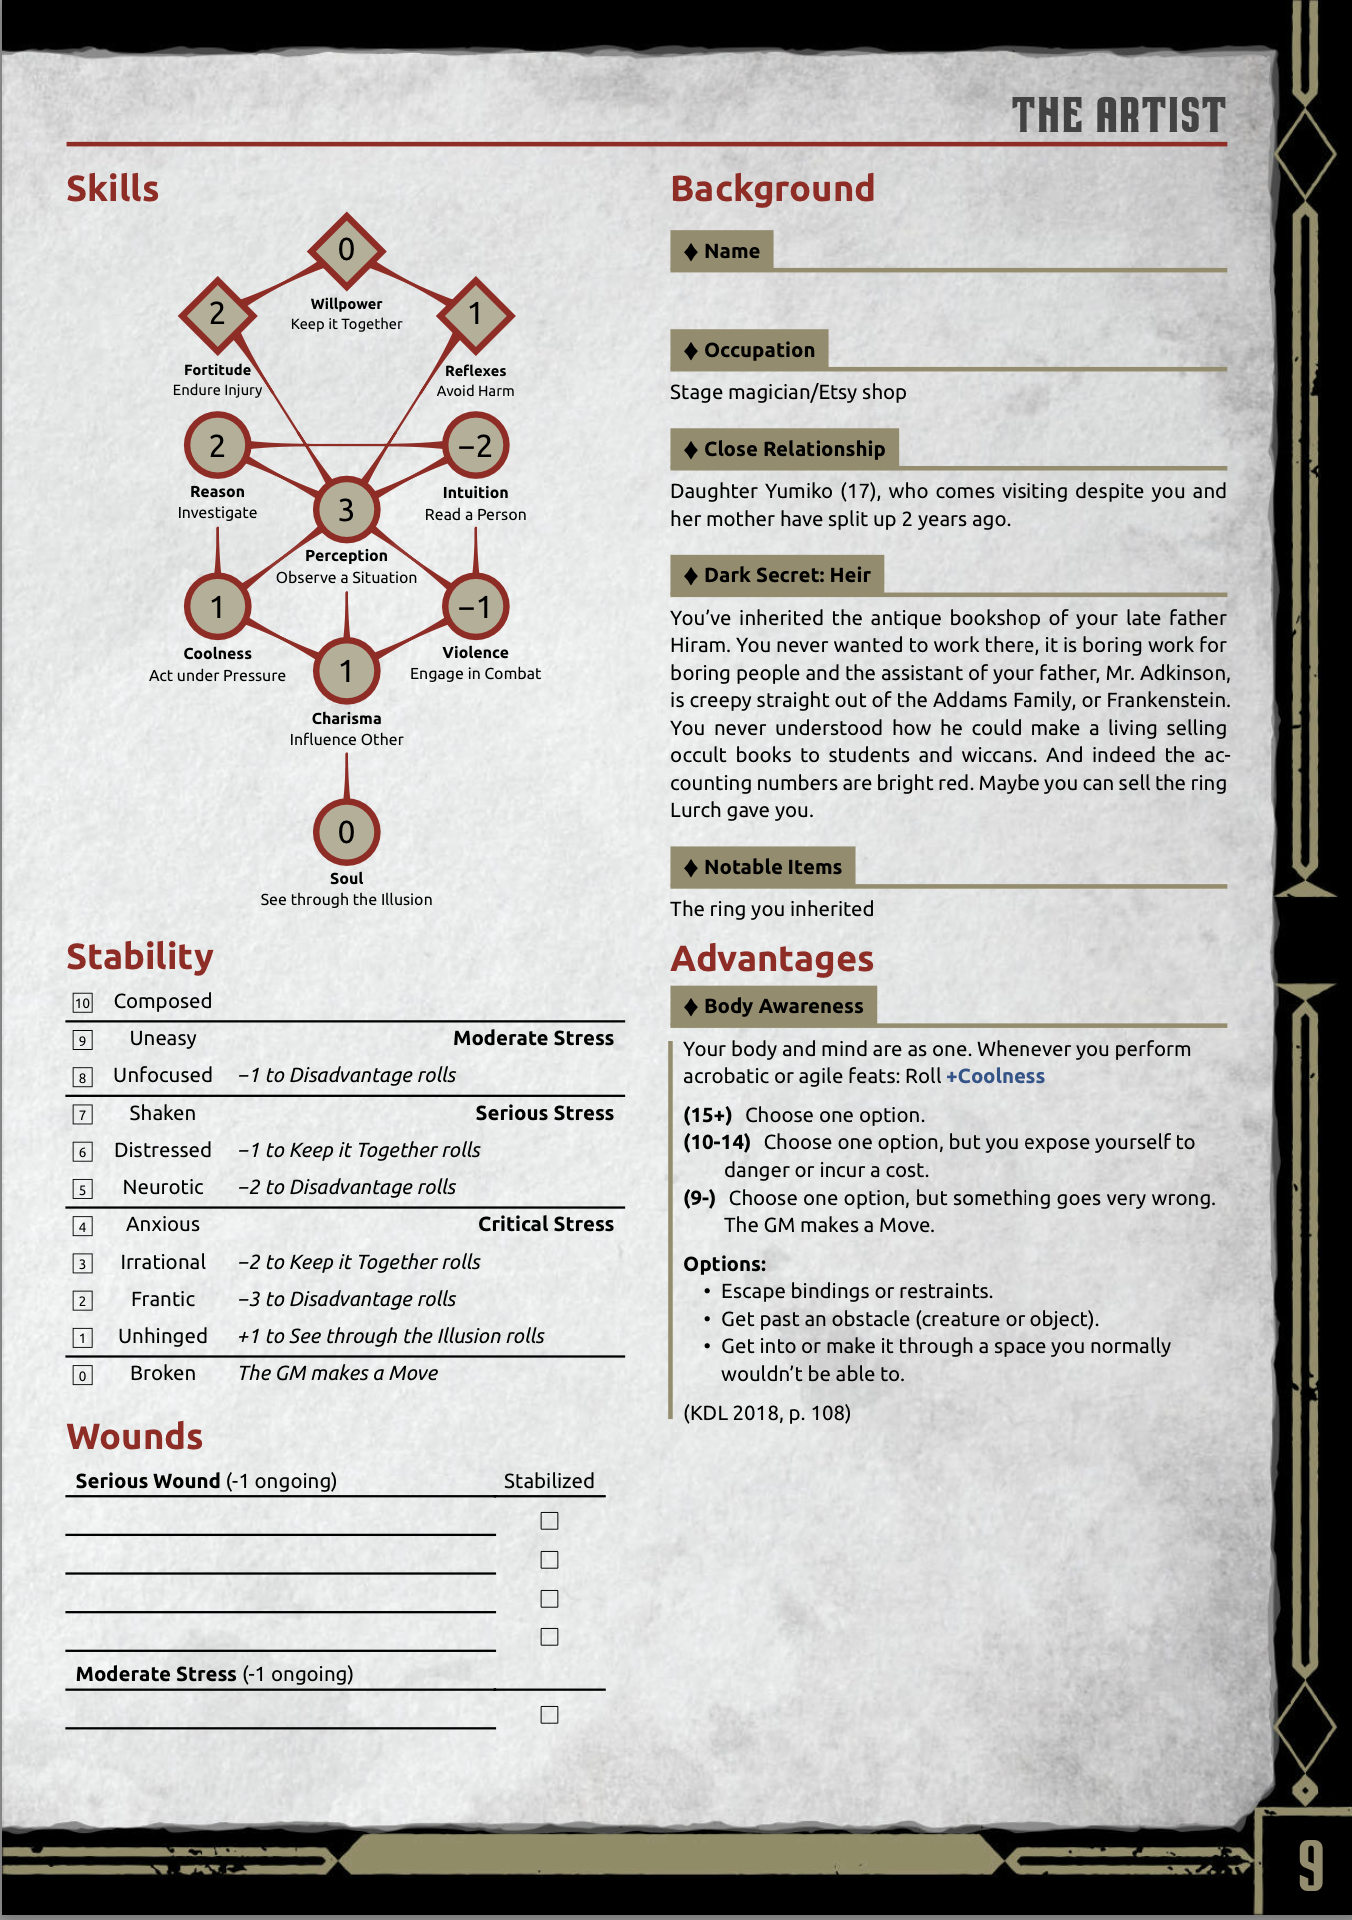 THE ARTIST
Skills
0
Willpower
Keep it Together
2
Fortitude
Endure Injury
1
Reflexes
Avoid Harm
2
Reason
Investigate
−2
Intuition
Read a Person
3
Perception
Observe a Situation
1
Coolness
Act under Pressure
−1
Violence
Engage in Combat
1
Charisma
Influence Other
0
Soul
See through the Illusion
Stability
10 Composed
9 Uneasy Moderate Stress
8 Unfocused −1 to Disadvantage rolls
7 Shaken Serious Stress
6 Distressed −1 to Keep it Together rolls
5 Neurotic −2 to Disadvantage rolls
4 Anxious Critical Stress
3 Irrational −2 to Keep it Together rolls
2 Frantic −3 to Disadvantage rolls
1 Unhinged +1 to See through the Illusion rolls
0 Broken The GM makes a Move
Wounds
Serious Wound (-1 ongoing) Stabilized
Moderate Stress (-1 ongoing)
Background
♦ Name
♦ Occupation
Stage magician/Etsy shop
♦ Close Relationship
Daughter Yumiko (17), who comes visiting despite you and
her mother have split up 2 years ago.
♦ Dark Secret: Heir
You’ve inherited the antique bookshop of your late father
Hiram. You never wanted to work there, it is boring work for
boring people and the assistant of your father, Mr. Adkinson,
is creepy straight out of the Addams Family, or Frankenstein.
You never understood how he could make a living selling
occult books to students and wiccans. And indeed the ac-
counting numbers are bright red. Maybe you can sell the ring
Lurch gave you.
♦ Notable Items
The ring you inherited
Advantages
♦ Body Awareness
Your body and mind are as one. Whenever you perform
acrobatic or agile feats: Roll +Coolness
(15+) Choose one option.
(10-14) Choose one option, but you expose yourself to
danger or incur a cost.
(9-) Choose one option, but something goes very wrong.
The GM makes a Move.
Options:
• Escape bindings or restraints.
• Get past an obstacle (creature or object).
• Get into or make it through a space you normally
wouldn’t be able to.
(KDL 2018, p. 108)
9